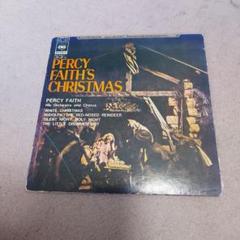 PERCY
FAITH'S
CHRISTMAS
PERCY FAITH
His Orchestra and Chorus
WHITE CHRISTMAS
RUDOLPH THE RED-NOSED REINDEER
SILENT NIGHT, HOLY NIGHT
THE LITTLE DRUMMER BOY